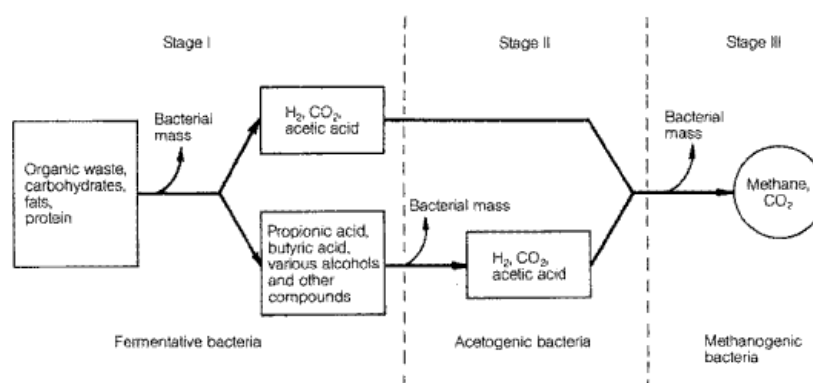 Stage I
Stage II
Stage III
Bacterial
mass
H₂, CO₂,
acetic acid
Bacterial
mass
Organic waste,
carbohydrates,
fats,
protein
Methane,
CO₂
Propionic acid,
butyric acid,
various alcohols
and other
compounds
Bacterial mass
H₂, CO₂,
acetic acid
Fermentative bacteria
Acetogenic bacteria
Methanogenic
bacteria